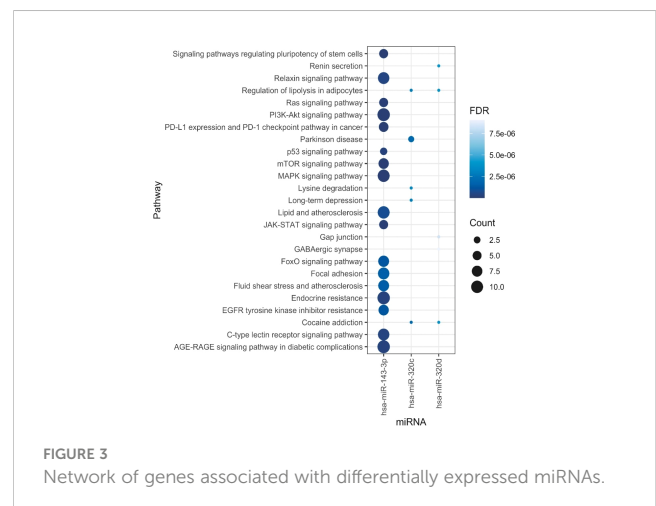 Signaling pathways regulating pluripotency of stem cells
Renin secretion
Relaxin signaling pathway
Regulation of lipolysis in adipocytes
Ras signaling pathway
PI3K-Akt signaling pathway
PD-L1 expression and PD-1 checkpoint pathway in cancer
Parkinson disease
p53 signaling pathway
mTOR signaling pathway
MAPK signaling pathway
Lysine degradation
Long-term depression
Lipid and atherosclerosis
JAK-STAT signaling pathway
Gap junction
GABAergic synapse
FoxO signaling pathway
Focal adhesion
Fluid shear stress and atherosclerosis
Endocrine resistance
EGFR tyrosine kinase inhibitor resistance
Cocaine addiction
C-type lectin receptor signaling pathway
AGE-RAGE signaling pathway in diabetic complications
Pathway
hsa-miR-143-3p
hsa-miR-320c
hsa-miR-320d
miRNA
FDR
7.5e-06
5.0e-06
2.5e-06
Count
2.5
5.0
7.5
10.0
FIGURE 3
Network of genes associated with differentially expressed miRNAs.